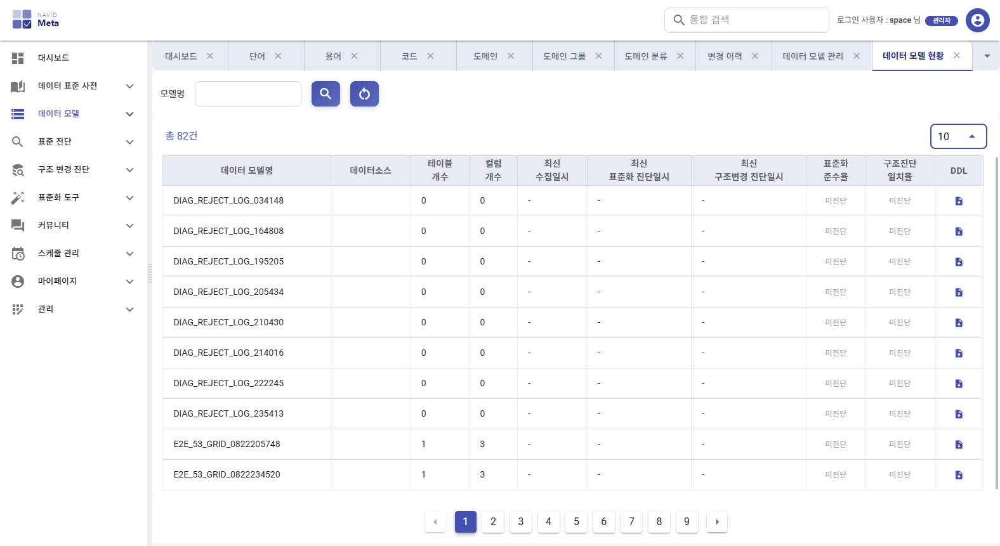 NAVID
Meta
통합 검색
로그인 사용자 : space 님 관리자
대시보드
데이터 표준 사전
데이터 모델
표준 진단
구조 변경 진단
표준화 도구
커뮤니티
스케줄 관리
마이페이지
관리
대시보드 단어 용어 코드 도메인 도메인 그룹 도메인 분류 변경 이력 데이터 모델 관리 데이터 모델 현황
모델명
총 82건
10
데이터 모델명 데이터소스 테이블 개수 컬럼 개수 최신 수집일시 최신 표준화 진단일시 최신 구조변경 진단일시 표준화 준수율 구조진단 일치율 DDL
DIAG_REJECT_LOG_034148 0 0 - - - 미진단 미진단
DIAG_REJECT_LOG_164808 0 0 - - - 미진단 미진단
DIAG_REJECT_LOG_195205 0 0 - - - 미진단 미진단
DIAG_REJECT_LOG_205434 0 0 - - - 미진단 미진단
DIAG_REJECT_LOG_210430 0 0 - - - 미진단 미진단
DIAG_REJECT_LOG_214016 0 0 - - - 미진단 미진단
DIAG_REJECT_LOG_222245 0 0 - - - 미진단 미진단
DIAG_REJECT_LOG_235413 0 0 - - - 미진단 미진단
E2E_53_GRID_0822205748 1 3 - - - 미진단 미진단
E2E_53_GRID_0822234520 1 3 - - - 미진단 미진단
1 2 3 4 5 6 7 8 9